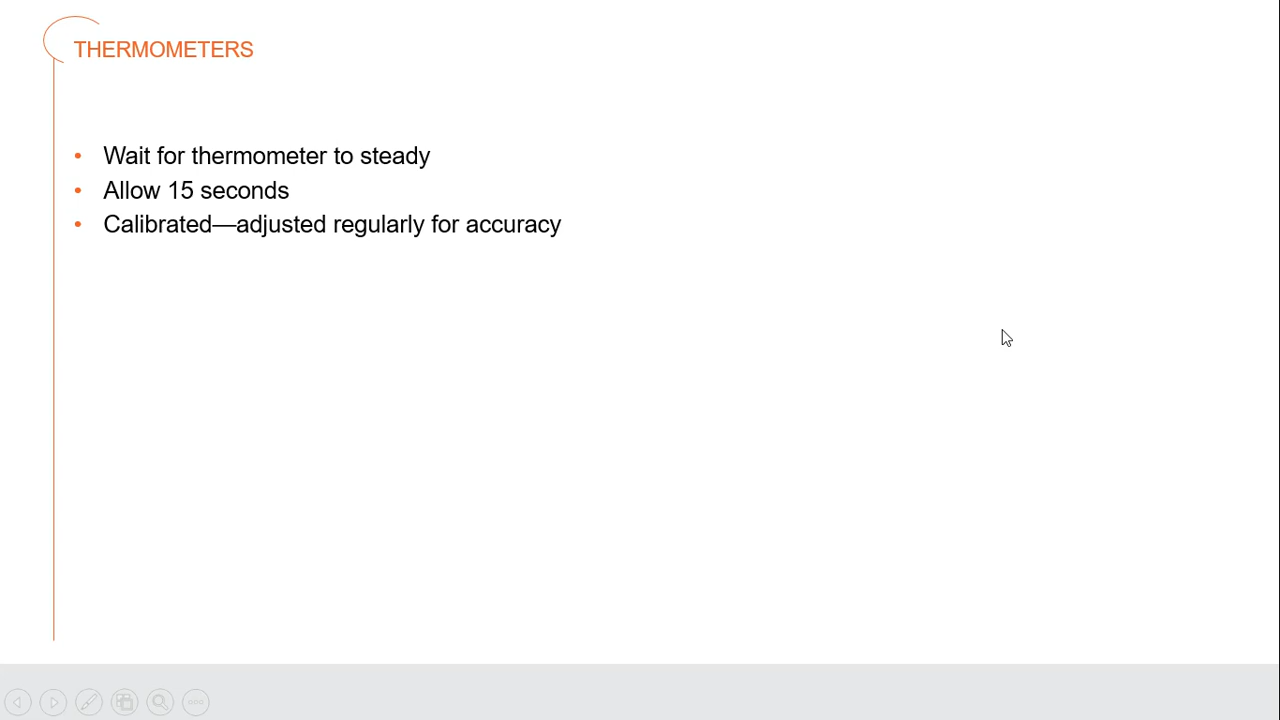 THERMOMETERS
• Wait for thermometer to steady
• Allow 15 seconds
• Calibrated—adjusted regularly for accuracy